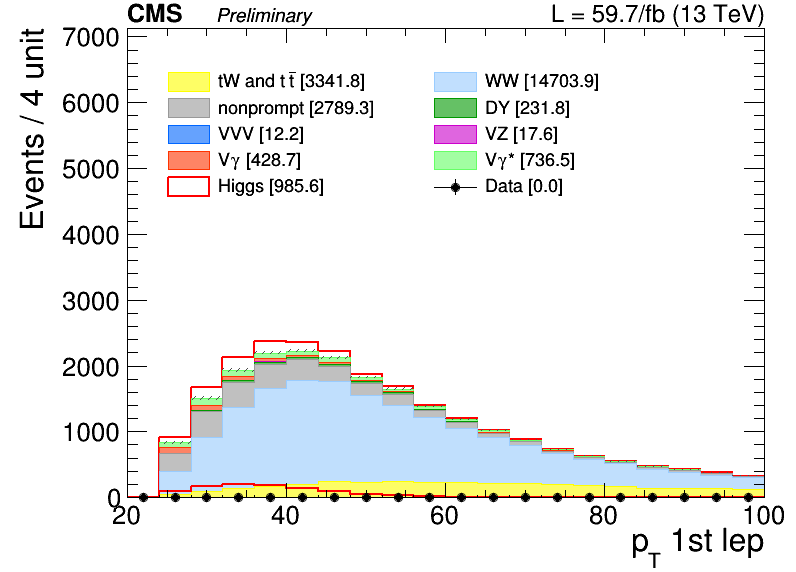 CMS Preliminary L = 59.7/fb (13 TeV)
Events / 4 unit
7000
6000
5000
4000
3000
2000
1000
0
tW and tt̅ [3341.8] WW [14703.9]
nonprompt [2789.3] DY [231.8]
VVV [12.2] VZ [17.6]
Vγ [428.7] Vγ* [736.5]
Higgs [985.6] Data [0.0]
20 40 60 80 100
p_T 1st lep